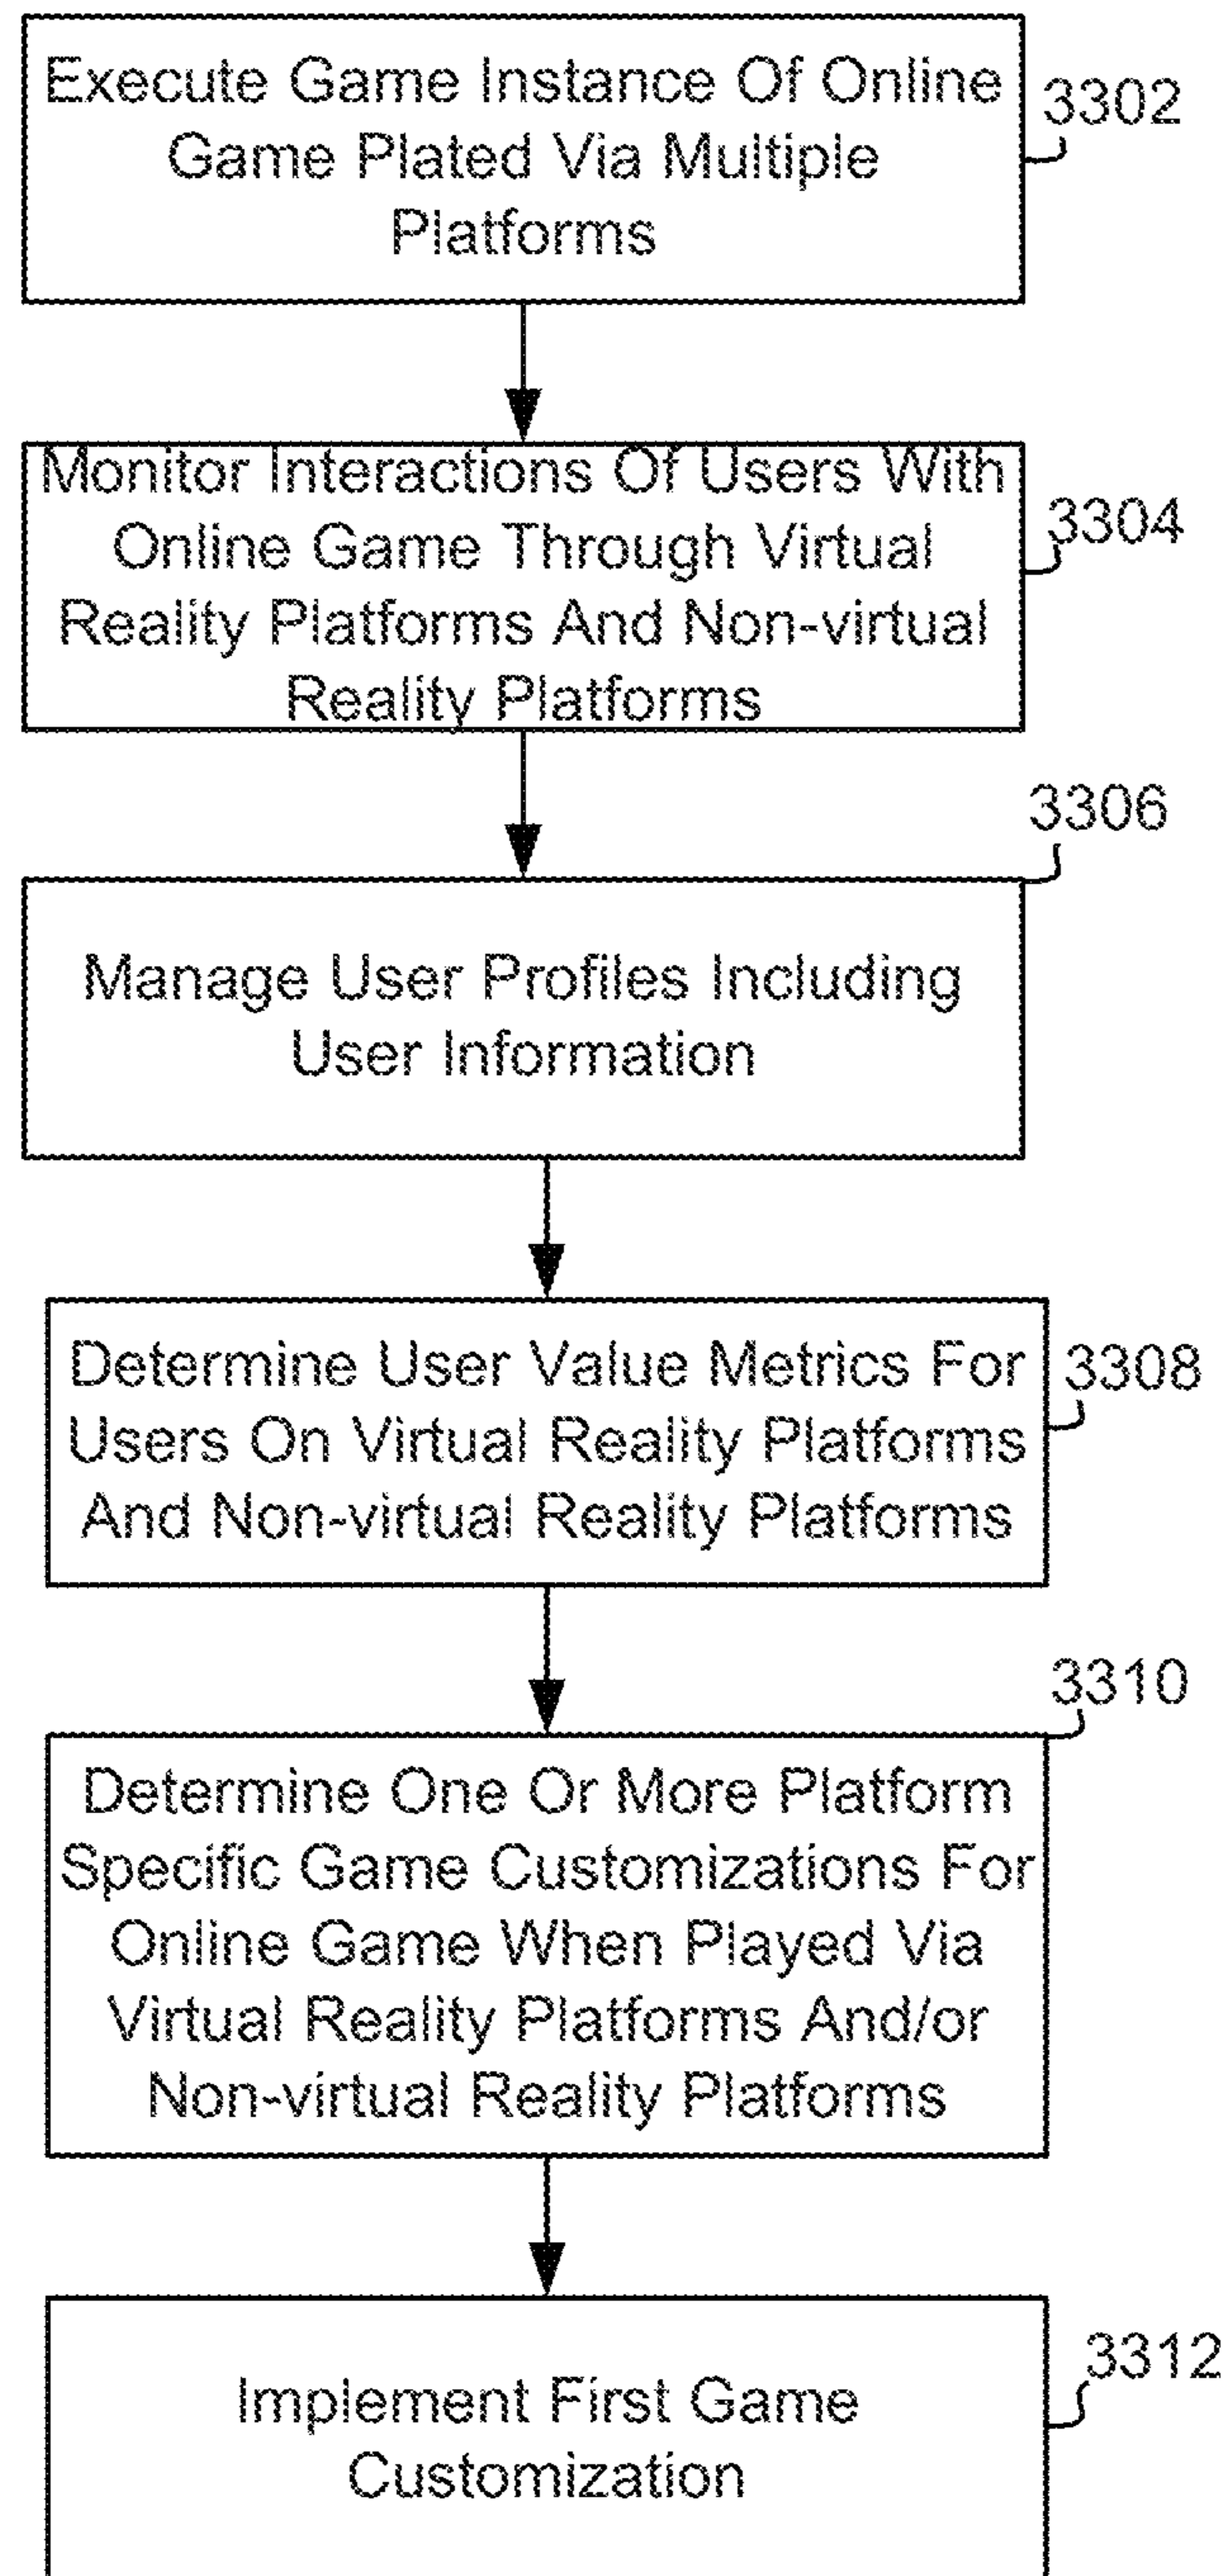 Execute Game Instance Of Online
Game Plated Via Multiple
Platforms
3302
Monitor Interactions Of Users With
Online Game Through Virtual
Reality Platforms And Non-virtual
Reality Platforms
3304
3306
Manage User Profiles Including
User Information
Determine User Value Metrics For
Users On Virtual Reality Platforms
And Non-virtual Reality Platforms
3308
3310
Determine One Or More Platform
Specific Game Customizations For
Online Game When Played Via
Virtual Reality Platforms And/or
Non-virtual Reality Platforms
Implement First Game
Customization
3312